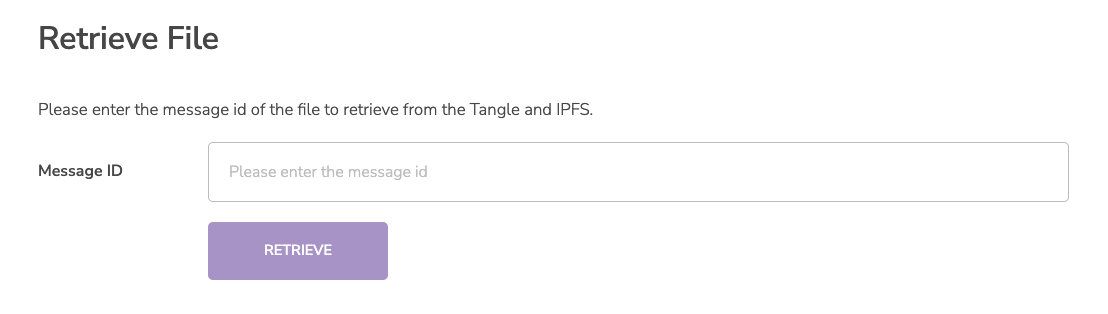 Retrieve File
Please enter the message id of the file to retrieve from the Tangle and IPFS.
Message ID
Please enter the message id
RETRIEVE